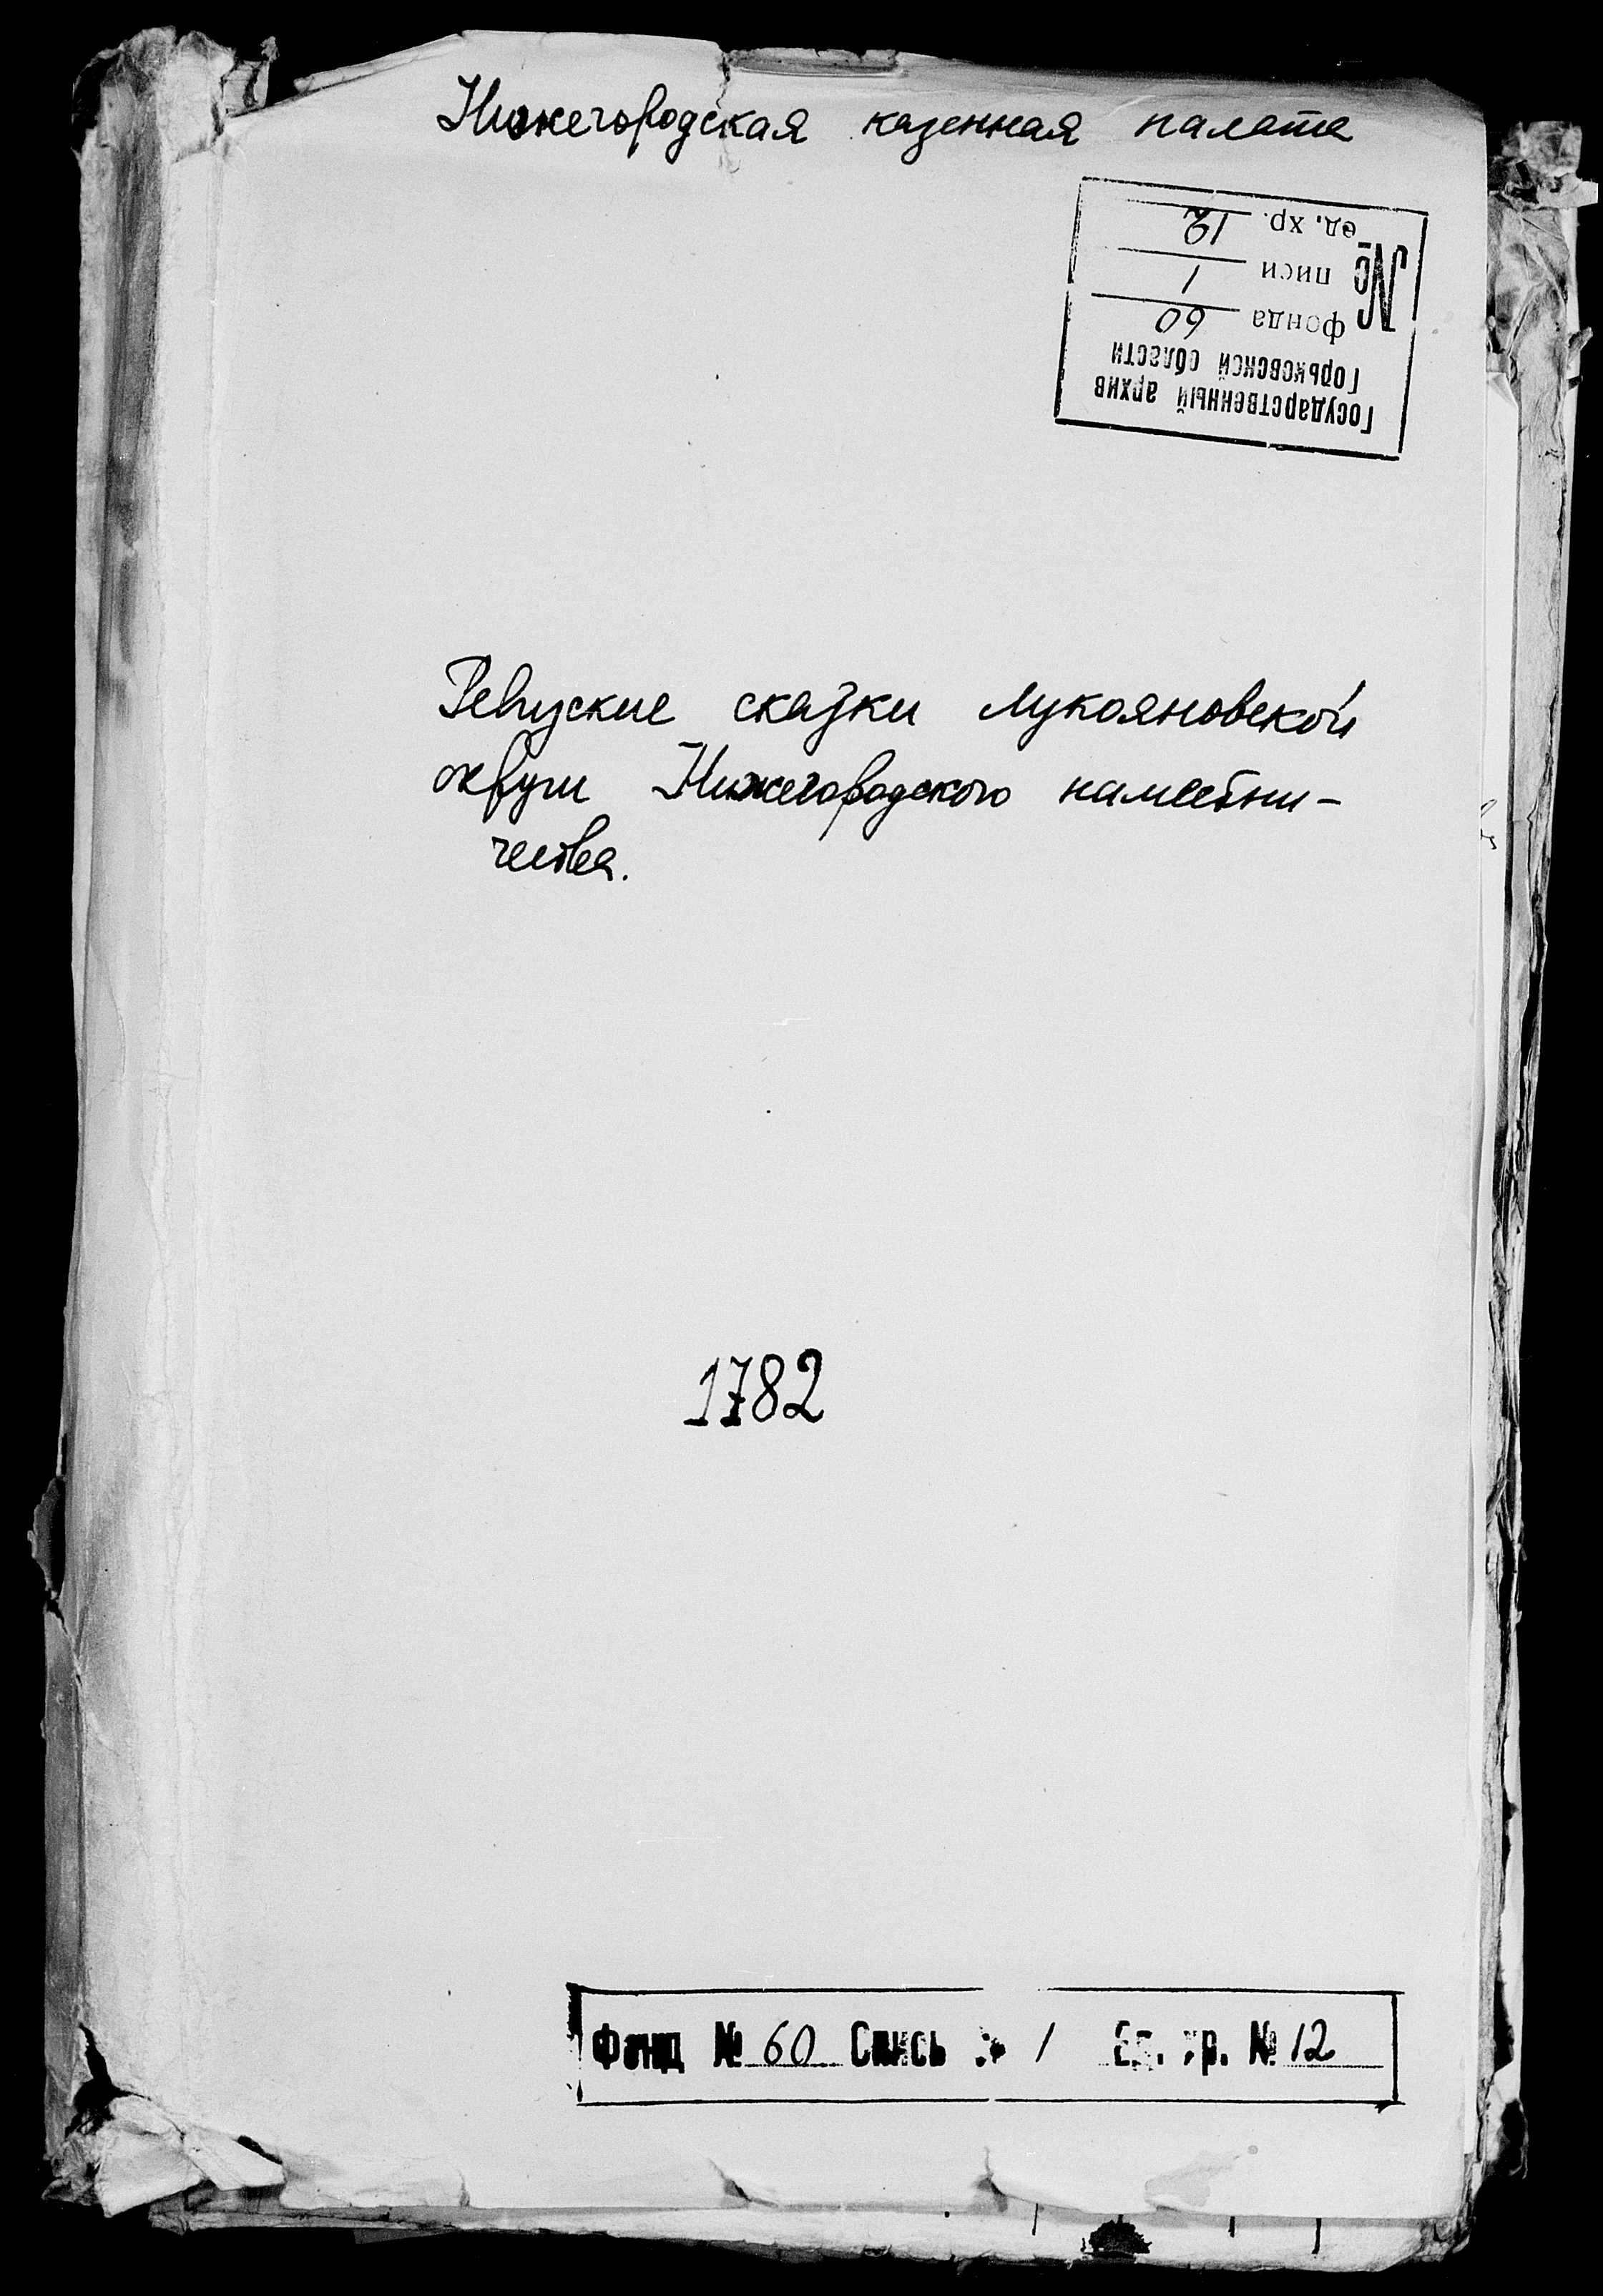 Нижегородская казенная палата
Государственный архив
Горьковской области
№ фонда 60
писи 1
ед. хр. 12
Ревизские сказки Лукояновской
округи Нижегородского наместни-
чества.
1782
Фонд № 60 Опись № 1 Ед. хр. № 12